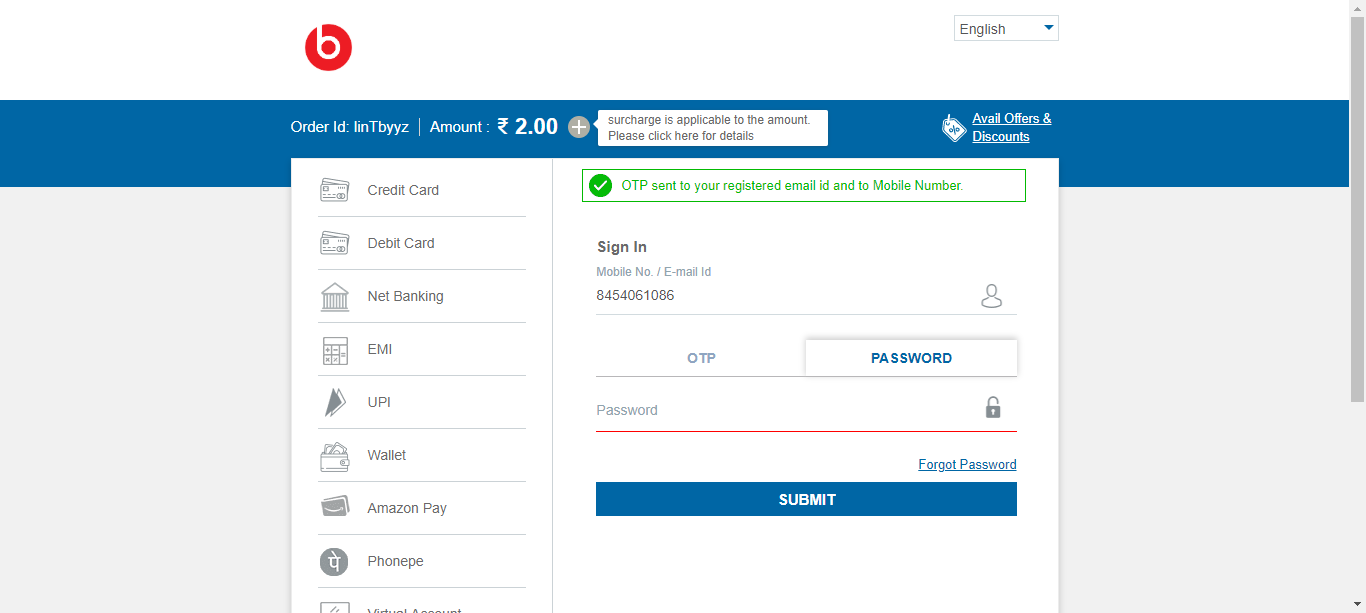 b
English
Order Id: linTbyyz
Amount : ₹ 2.00
surcharge is applicable to the amount.
Please click here for details
Avail Offers &
Discounts
Credit Card
Debit Card
Net Banking
EMI
UPI
Wallet
Amazon Pay
Phonepe
Virtual Account
OTP sent to your registered email id and to Mobile Number.
Sign In
Mobile No. / E-mail Id
8454061086
OTP
PASSWORD
Password
Forgot Password
SUBMIT